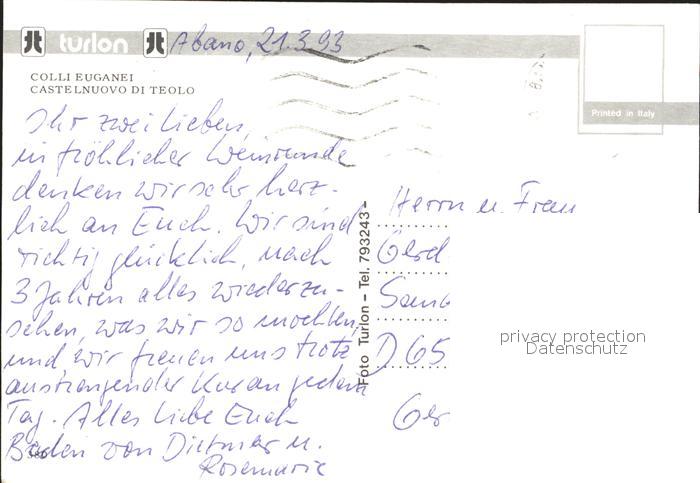 turlon
Abano, 21.3.93
COLLI EUGANEI
CASTELNUOVO DI TEOLO
Printed in Italy
Ihr zwei Lieben,
in fröhlicher Weinrunde
denken wir sehr herz-
lich an Euch. Wir sind
richtig glücklich, nach
3 Jahren alles wiederzu-
sehen, was wir so mochten,
und wir freuen uns trotz
anstrengender Kur an jedem
Tag. Alles Liebe Euch
Beiden von Dietmar u.
Rosemarie
Foto Turlon - Tel. 793243 -
Herrn u. Frau
Gerd
D 65
Ger
privacy protection
Datenschutz